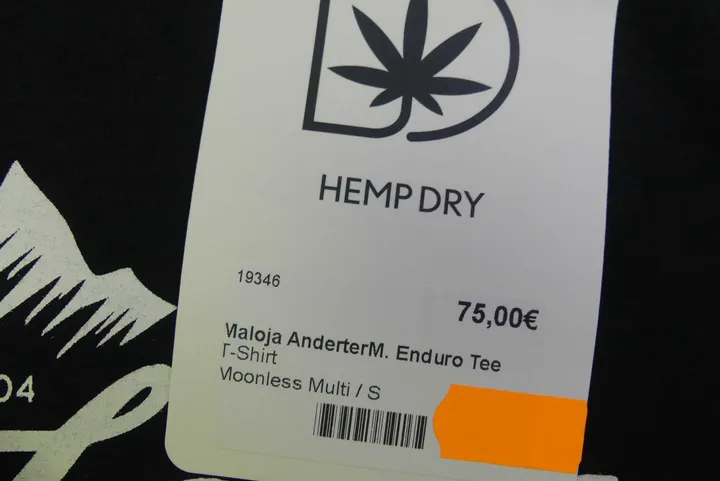 HEMP DRY
19346
75,00€
Maloja AnderterM. Enduro Tee
T-Shirt
Moonless Multi / S
04